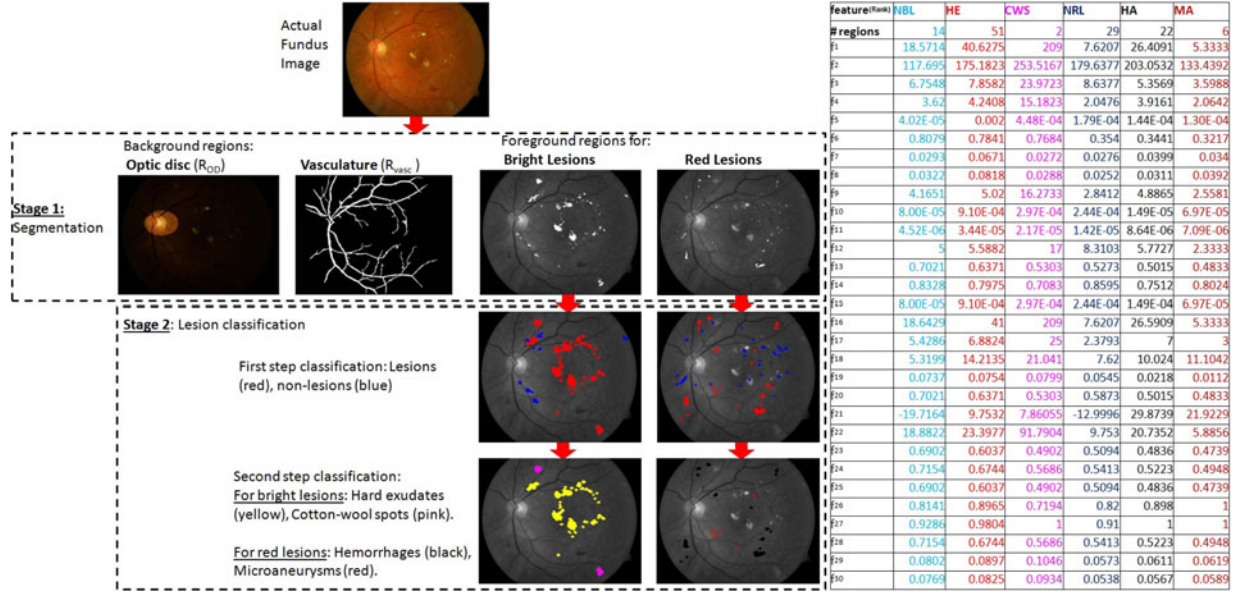 Actual
Fundus
Image
Background regions:
Optic disc (R_OD)
Vasculature (R_vasc)
Foreground regions for:
Bright Lesions
Red Lesions
Stage 1:
Segmentation
Stage 2: Lesion classification
First step classification: Lesions
(red), non-lesions (blue)
Second step classification:
For bright lesions: Hard exudates
(yellow), Cotton-wool spots (pink).
For red lesions: Hemorrhages (black),
Microaneurysms (red).
feature(Rank) NBL HE CWS NRL HA MA
# regions 14 51 2 29 22 6
f1 18.5714 40.6275 209 7.6207 26.4091 5.3333
f2 117.695 175.1823 253.5167 179.6377 203.0532 133.4392
f3 6.7548 7.8582 23.9723 8.6377 5.3569 3.5988
f4 3.62 4.2408 15.1823 2.0476 3.9161 2.0642
f5 4.02E-05 0.002 4.48E-04 1.79E-04 1.44E-04 1.30E-04
f6 0.8079 0.7841 0.7684 0.354 0.3441 0.3217
f7 0.0293 0.0671 0.0272 0.0276 0.0399 0.034
f8 0.0322 0.0818 0.0288 0.0252 0.0311 0.0392
f9 4.1651 5.02 16.2733 2.8412 4.8865 2.5581
f10 8.00E-05 9.10E-04 2.97E-04 2.44E-04 1.49E-05 6.97E-05
f11 4.52E-06 3.44E-05 2.17E-05 1.42E-05 8.64E-06 7.09E-06
f12 5 5.5882 17 8.3103 5.7727 2.3333
f13 0.7021 0.6371 0.5303 0.5273 0.5015 0.4833
f14 0.8328 0.7975 0.7083 0.8595 0.7512 0.8024
f15 8.00E-05 9.10E-04 2.97E-04 2.44E-04 1.49E-04 6.97E-05
f16 18.6429 41 209 7.6207 26.5909 5.3333
f17 5.4286 6.8824 25 2.3793 7 3
f18 5.3199 14.2135 21.041 7.62 10.024 11.1042
f19 0.0737 0.0754 0.0799 0.0545 0.0218 0.0112
f20 0.7021 0.6371 0.5303 0.5873 0.5015 0.4833
f21 -19.7164 9.7532 7.86055 -12.9996 29.8739 21.9229
f22 18.8822 23.3977 91.7904 9.753 20.7352 5.8856
f23 0.6902 0.6037 0.4902 0.5094 0.4836 0.4739
f24 0.7154 0.6744 0.5686 0.5413 0.5223 0.4948
f25 0.6902 0.6037 0.4902 0.5094 0.4836 0.4739
f26 0.8141 0.8965 0.7194 0.82 0.898 1
f27 0.9286 0.9804 1 0.91 1 1
f28 0.7154 0.6744 0.5686 0.5413 0.5223 0.4948
f29 0.0802 0.0897 0.1046 0.0573 0.0611 0.0619
f30 0.0769 0.0825 0.0934 0.0538 0.0567 0.0589